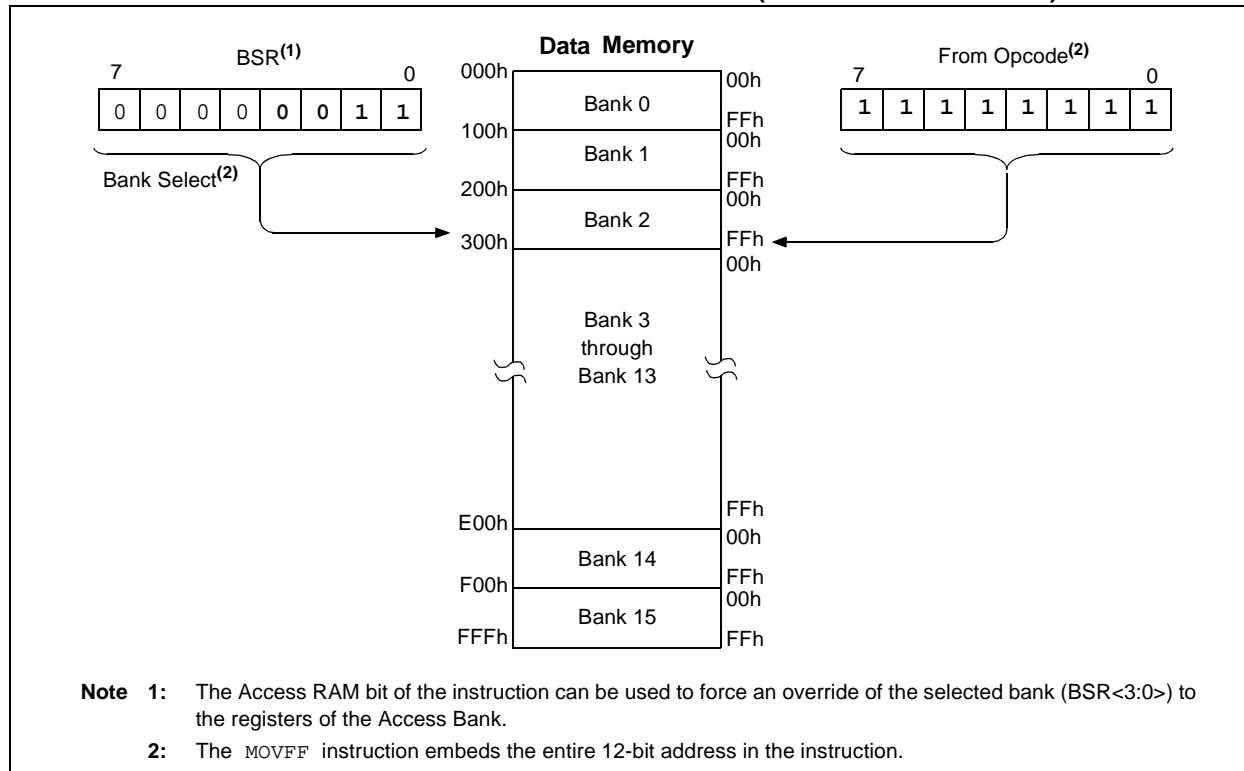 Data Memory
BSR(1)
7 0
0 0 0 0 0 0 1 1
Bank Select(2)
From Opcode(2)
7 0
1 1 1 1 1 1 1 1
000h
00h
Bank 0
FFh
100h
00h
Bank 1
FFh
200h
00h
Bank 2
FFh
300h
00h
Bank 3
through
Bank 13
FFh
E00h
00h
Bank 14
FFh
F00h
00h
Bank 15
FFFh
FFh
Note 1: The Access RAM bit of the instruction can be used to force an override of the selected bank (BSR<3:0>) to
the registers of the Access Bank.
2: The MOVFF instruction embeds the entire 12-bit address in the instruction.